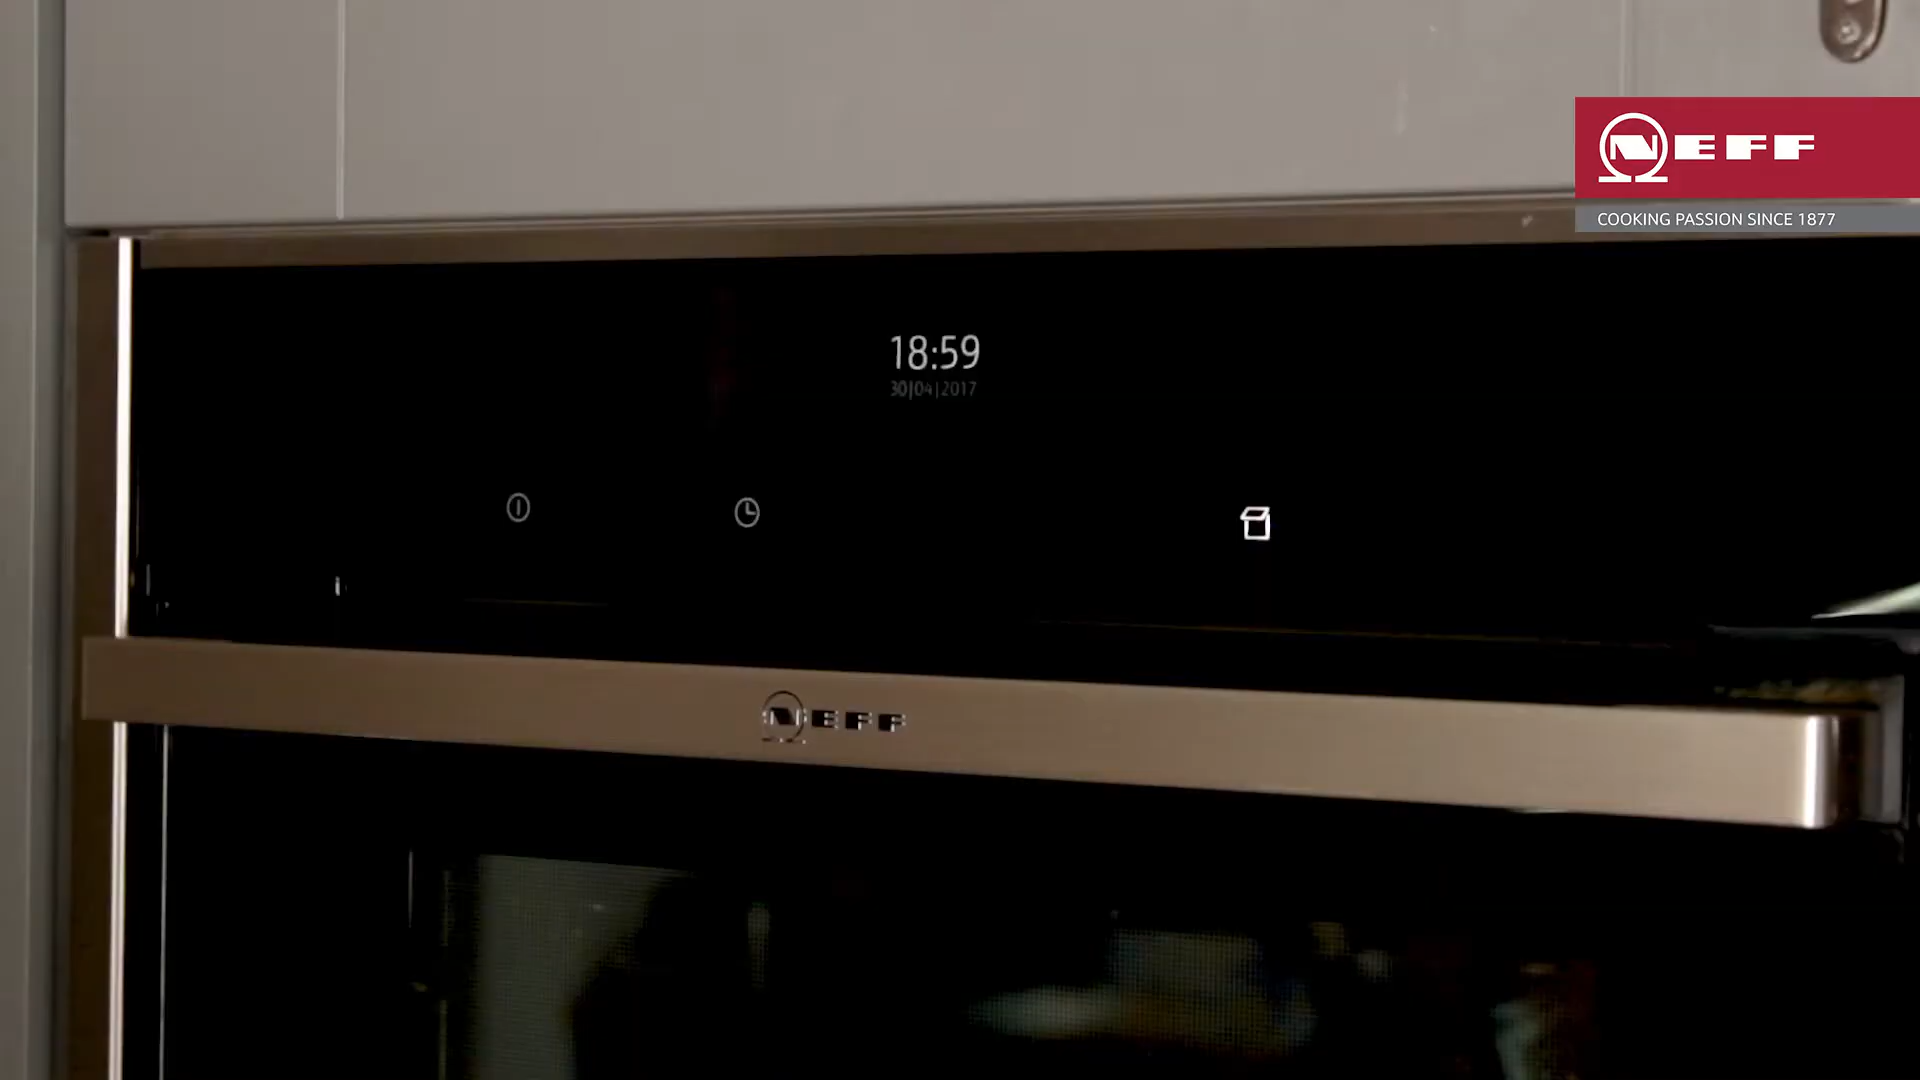 NEFF
COOKING PASSION SINCE 1877
18:59
30|04|2017
NEFF